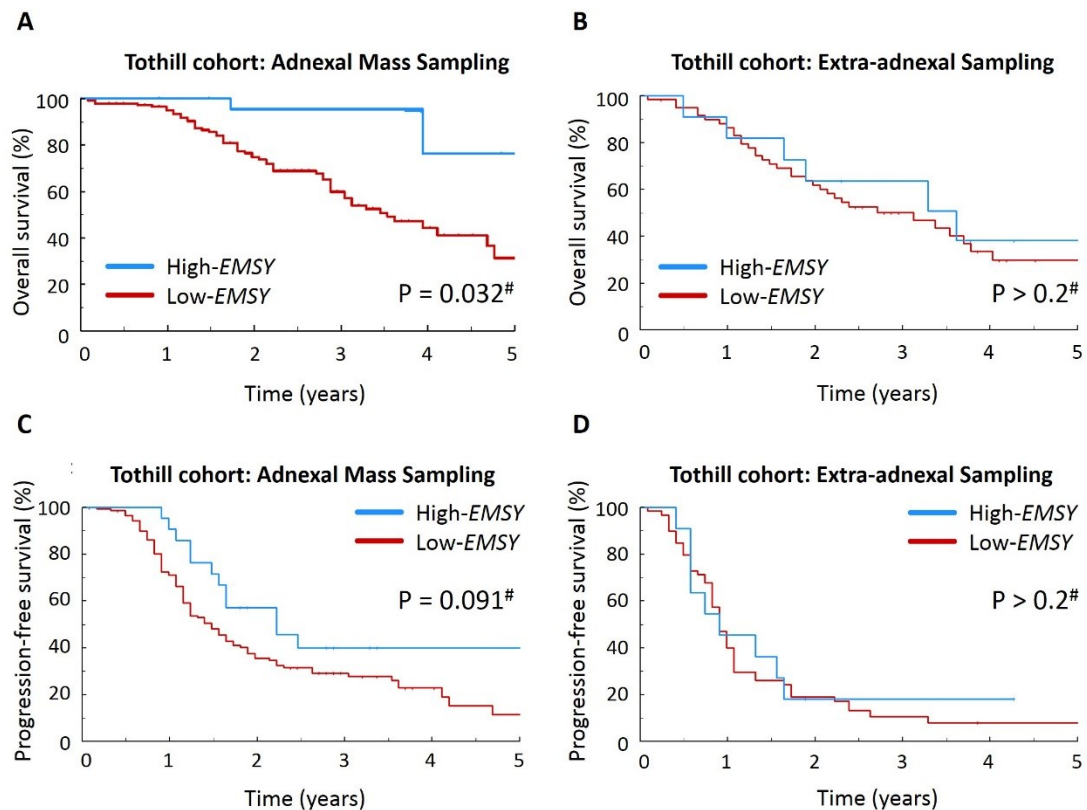 A
Tothill cohort: Adnexal Mass Sampling
Overall survival (%)
100
80
60
40
20
0
High-EMSY
Low-EMSY
P = 0.032#
0 1 2 3 4 5
Time (years)
B
Tothill cohort: Extra-adnexal Sampling
Overall survival (%)
100
80
60
40
20
0
High-EMSY
Low-EMSY
P > 0.2#
0 1 2 3 4 5
Time (years)
C
Tothill cohort: Adnexal Mass Sampling
Progression-free survival (%)
100
80
60
40
20
0
High-EMSY
Low-EMSY
P = 0.091#
0 1 2 3 4 5
Time (years)
D
Tothill cohort: Extra-adnexal Sampling
Progression-free survival (%)
100
80
60
40
20
0
High-EMSY
Low-EMSY
P > 0.2#
0 1 2 3 4 5
Time (years)